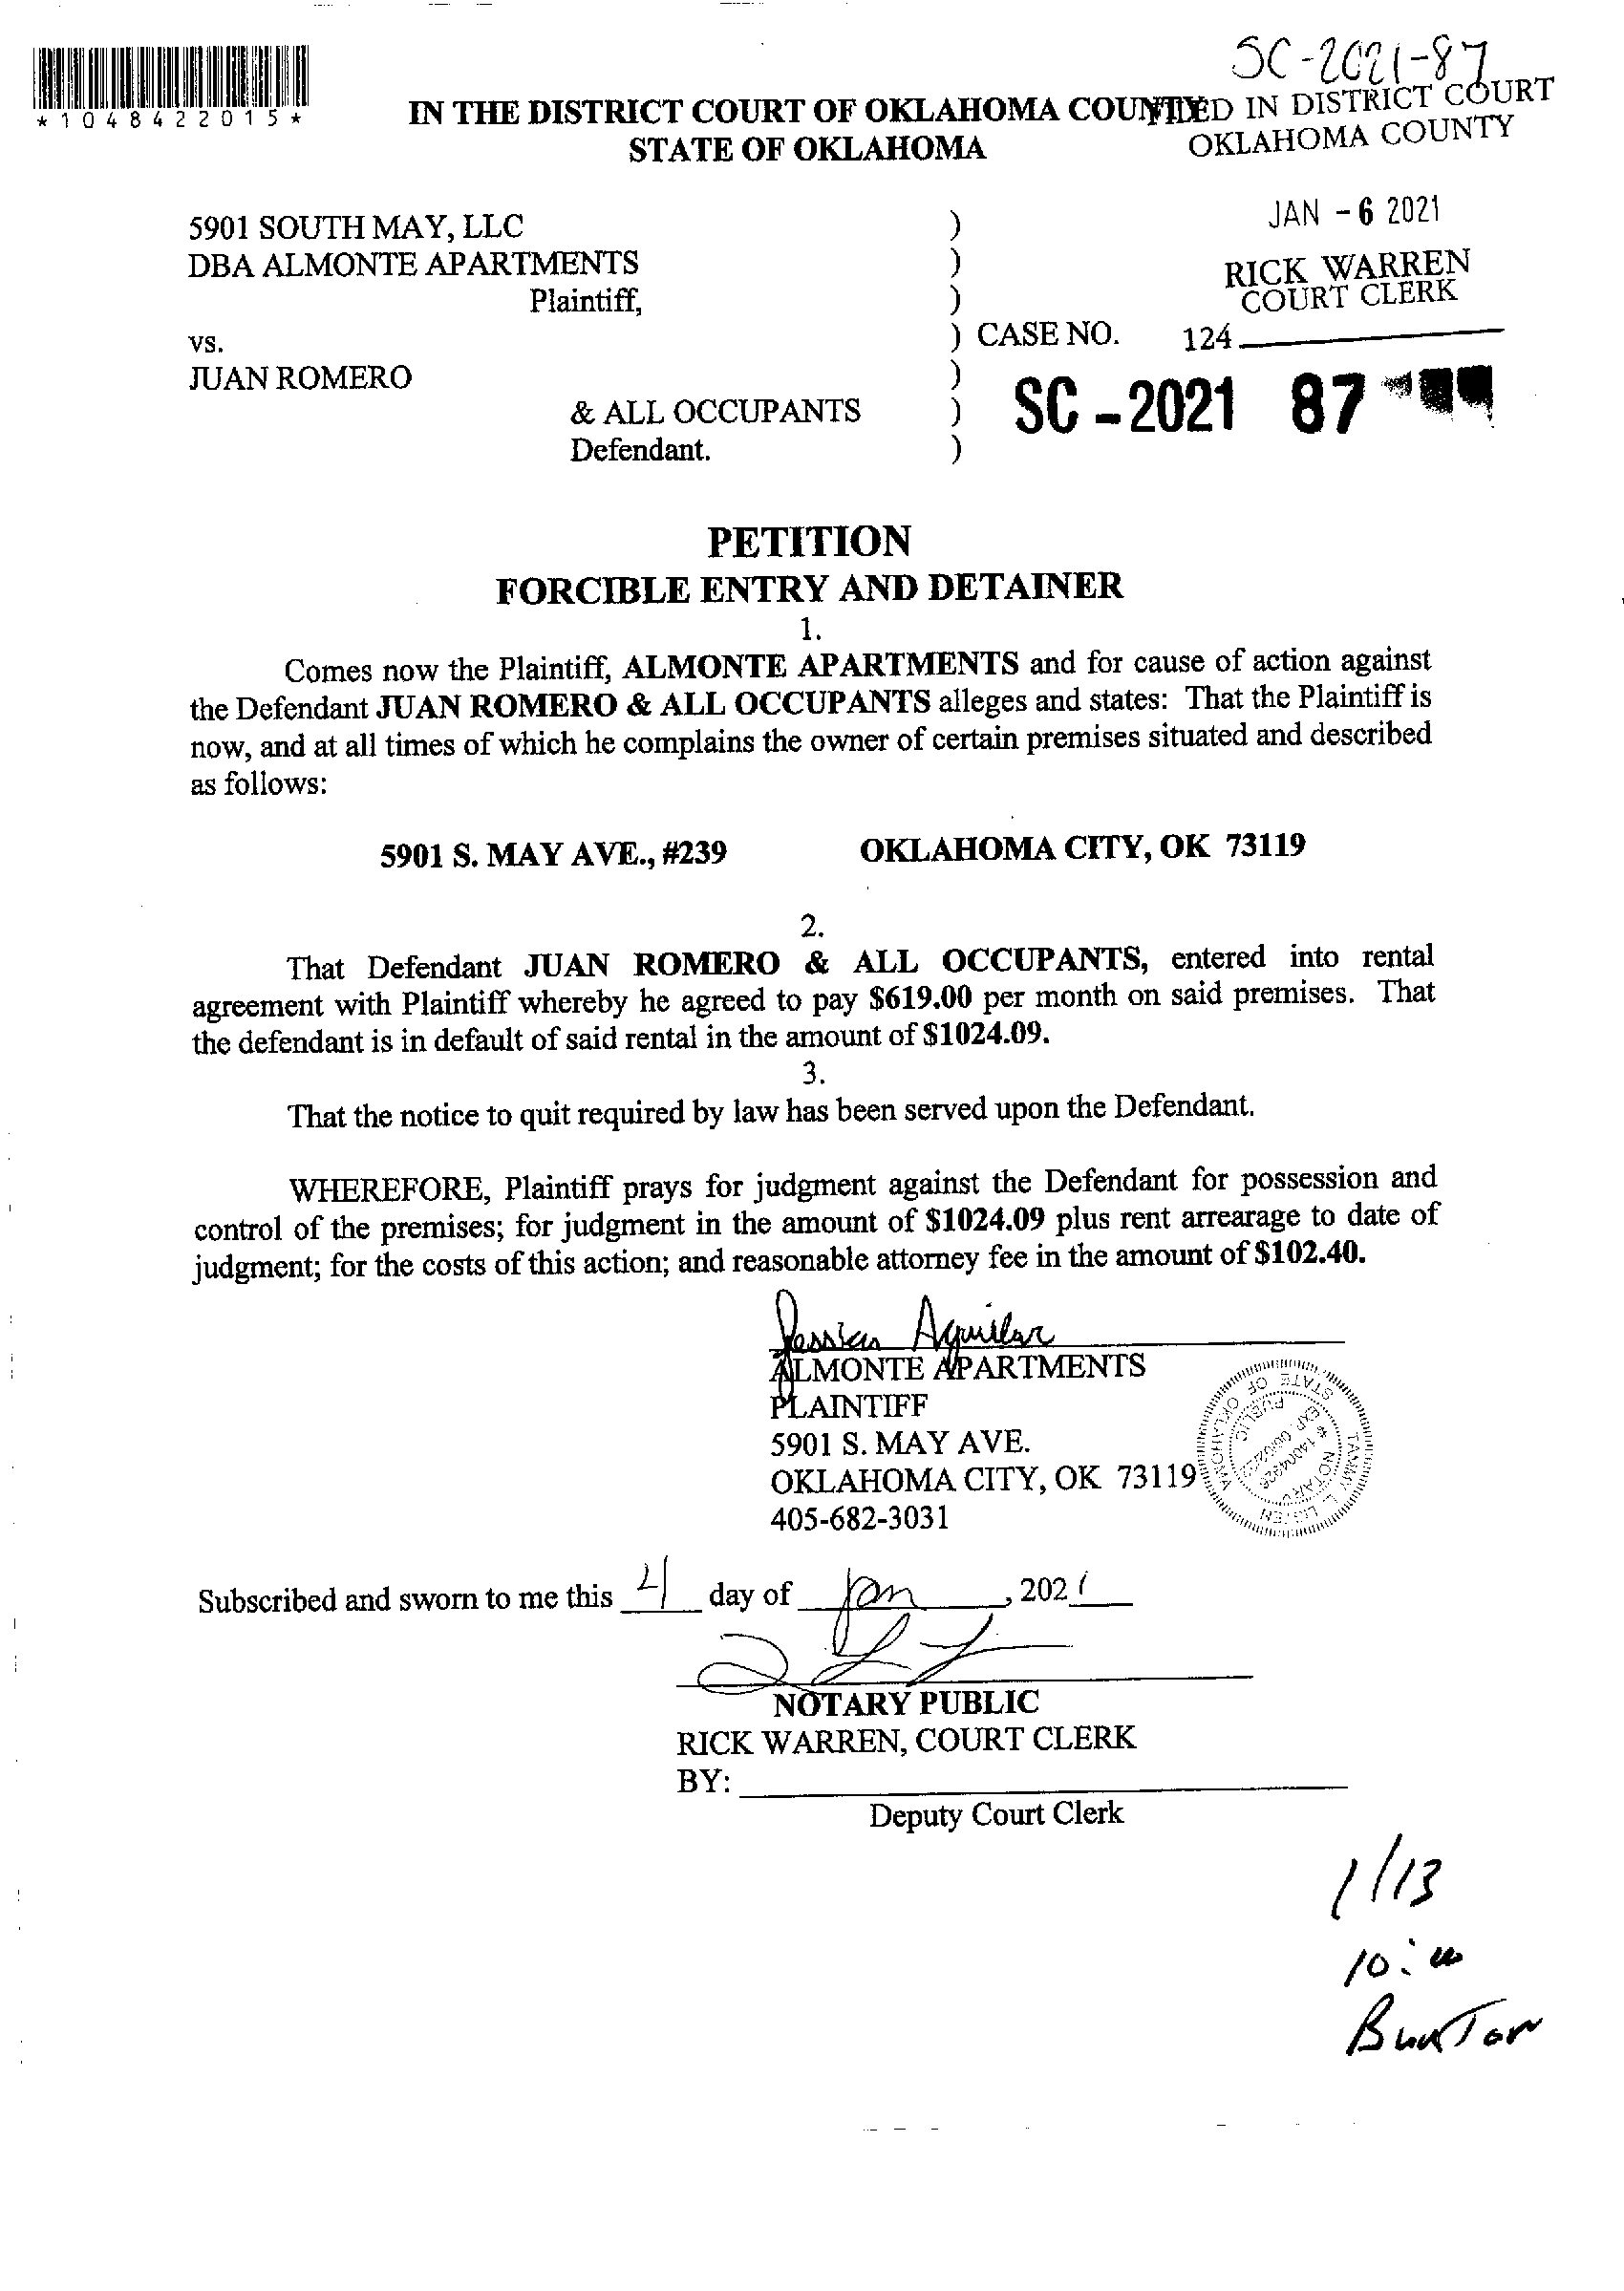 SC-2021-87
*1048422015*
IN THE DISTRICT COURT OF OKLAHOMA COUNTY
STATE OF OKLAHOMA
FILED IN DISTRICT COURT
OKLAHOMA COUNTY
JAN - 6 2021
RICK WARREN
COURT CLERK
124
5901 SOUTH MAY, LLC )
DBA ALMONTE APARTMENTS )
Plaintiff, )
vs. ) CASE NO.
JUAN ROMERO )
& ALL OCCUPANTS ) SC - 2021 87
Defendant. )
PETITION
FORCIBLE ENTRY AND DETAINER
1.
Comes now the Plaintiff, ALMONTE APARTMENTS and for cause of action against
the Defendant JUAN ROMERO & ALL OCCUPANTS alleges and states: That the Plaintiff is
now, and at all times of which he complains the owner of certain premises situated and described
as follows:
5901 S. MAY AVE., #239 OKLAHOMA CITY, OK 73119
2.
That Defendant JUAN ROMERO & ALL OCCUPANTS, entered into rental
agreement with Plaintiff whereby he agreed to pay $619.00 per month on said premises. That
the defendant is in default of said rental in the amount of $1024.09.
3.
That the notice to quit required by law has been served upon the Defendant.
WHEREFORE, Plaintiff prays for judgment against the Defendant for possession and
control of the premises; for judgment in the amount of $1024.09 plus rent arrearage to date of
judgment; for the costs of this action; and reasonable attorney fee in the amount of $102.40.
Jessica Aguilar
ALMONTE APARTMENTS
PLAINTIFF
5901 S. MAY AVE.
OKLAHOMA CITY, OK 73119
405-682-3031
TAMMY L. NOTARY PUBLIC STATE OF OKLAHOMA
Subscribed and sworn to me this 4 day of Jan, 2021
NOTARY PUBLIC
RICK WARREN, COURT CLERK
BY:
Deputy Court Clerk
1/13
10:00
Buxton